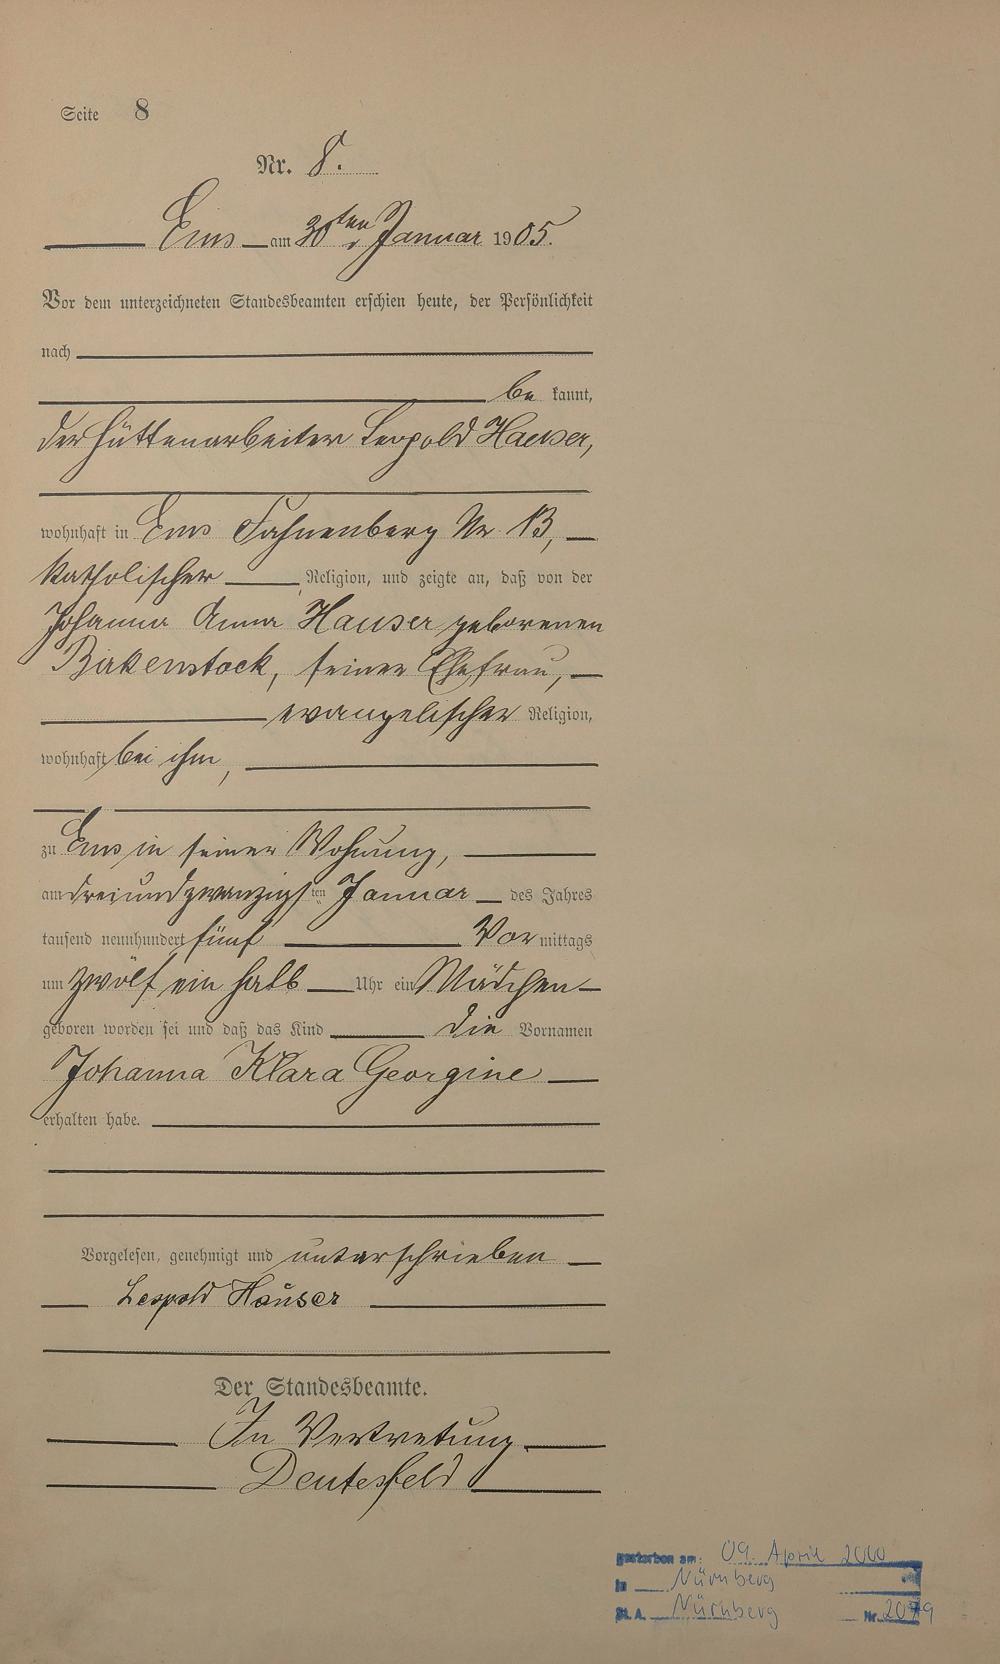 Seite 8
Nr. 8.
Ems am 30ten Januar 1905.
Vor dem unterzeichneten Standesbeamten erschien heute, der Persönlichkeit
nach
be kannt,
der Hüttenarbeiter Leopold Hauser,
wohnhaft in Ems Fahnenberg Nr 13,
katholischer Religion, und zeigte an, daß von der
Johanna Anna Hauser geborenen
Birkenstock, seiner Ehefrau,
evangelischer Religion,
wohnhaft bei ihm,
zu Ems in seiner Wohnung,
am dreiundzwanzigsten Januar des Jahres
tausend neunhundert fünf Vor mittags
um zwölf ein halb Uhr ein Mädchen
geboren worden sei und daß das Kind die Vornamen
Johanna Klara Georgine
erhalten habe.
Vorgelesen, genehmigt und unterschrieben
Leopold Hauser
Der Standesbeamte.
In Vertretung
Deutesfeld
gestorben am: 09. April 2000
in Nürnberg
St. A. Nürnberg Nr.